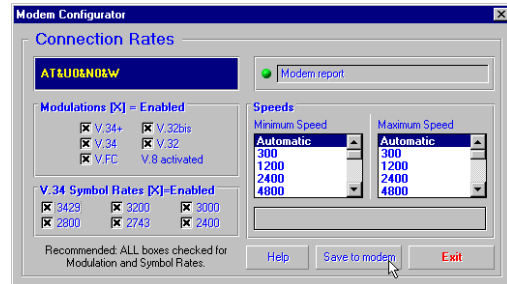 Modem Configurator
Connection Rates
AT&U0&N0&W
Modem report
Modulations [X] = Enabled
V.34+ V.32bis
V.34 V.32
V.FC V.8 activated
V.34 Symbol Rates [X]=Enabled
3429 3200 3000
2800 2743 2400
Recommended: ALL boxes checked for
Modulation and Symbol Rates.
Speeds
Minimum Speed Maximum Speed
Automatic Automatic
300 300
1200 1200
2400 2400
4800 4800
Help Save to modem Exit